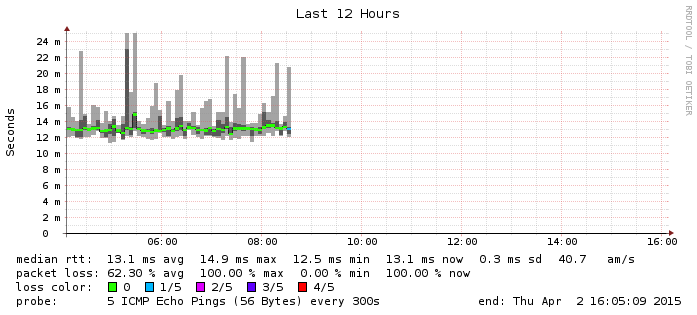 Last 12 Hours
RRDTOOL / TOBI OETIKER
Seconds
24 m
22 m
20 m
18 m
16 m
14 m
12 m
10 m
8 m
6 m
4 m
2 m
0
06:00 08:00 10:00 12:00 14:00 16:00
median rtt: 13.1 ms avg 14.9 ms max 12.5 ms min 13.1 ms now 0.3 ms sd 40.7 am/s
packet loss: 62.30 % avg 100.00 % max 0.00 % min 100.00 % now
loss color: 0 1/5 2/5 3/5 4/5
probe: 5 ICMP Echo Pings (56 Bytes) every 300s end: Thu Apr 2 16:05:09 2015